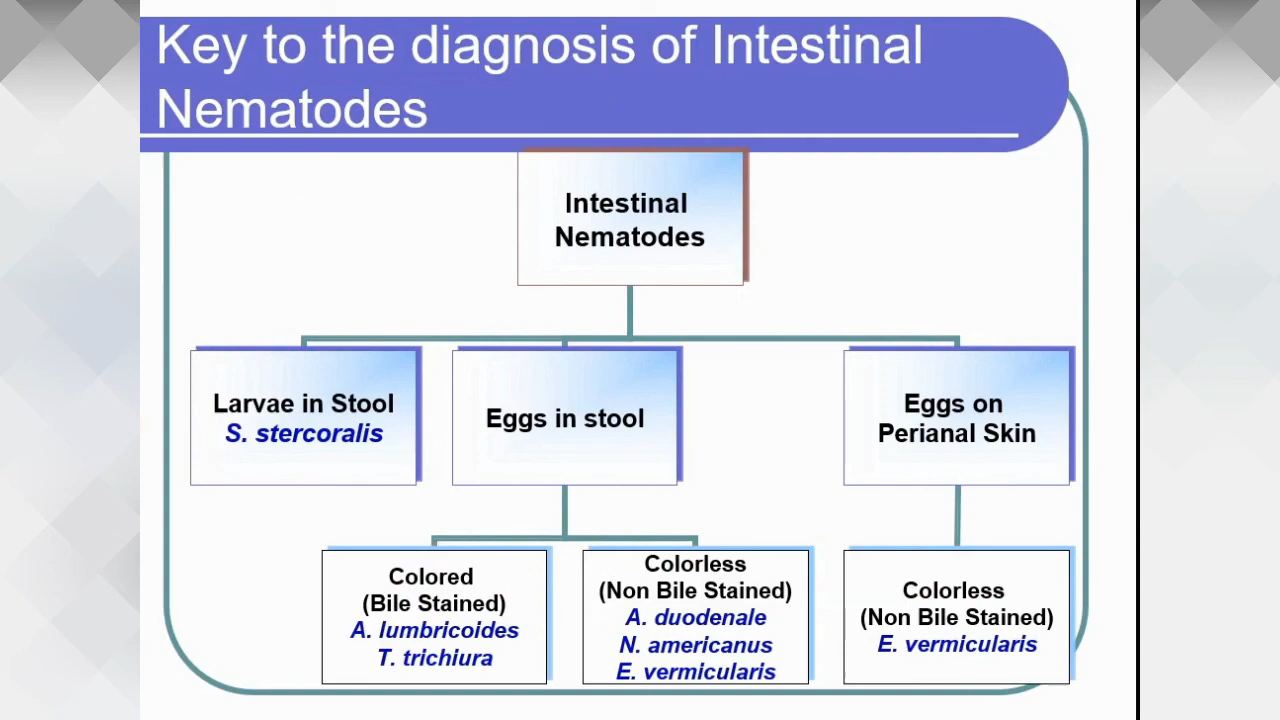 Key to the diagnosis of Intestinal
Nematodes
Intestinal
Nematodes
Larvae in Stool
S. stercoralis
Eggs in stool
Eggs on
Perianal Skin
Colored
(Bile Stained)
A. lumbricoides
T. trichiura
Colorless
(Non Bile Stained)
A. duodenale
N. americanus
E. vermicularis
Colorless
(Non Bile Stained)
E. vermicularis